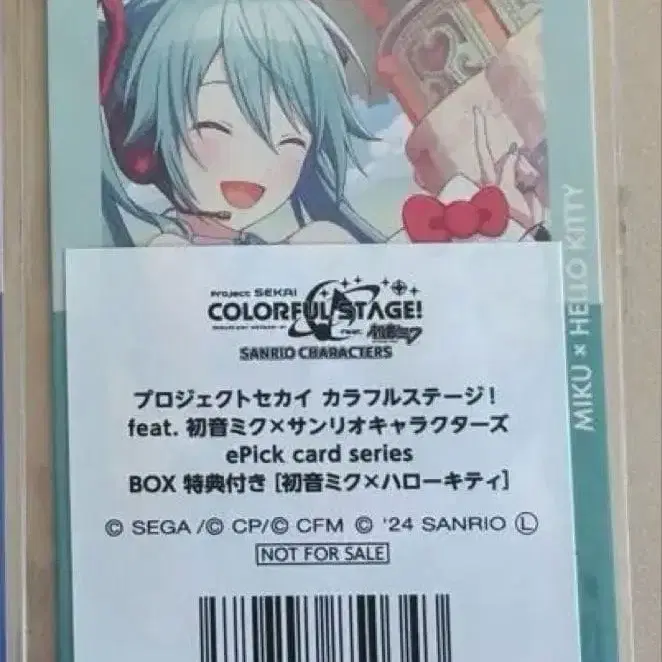 PROJECT SEKAI
COLORFUL STAGE!
feat. 初音ミク
SANRIO CHARACTERS
プロジェクトセカイ カラフルステージ！
feat. 初音ミク×サンリオキャラクターズ
ePick card series
BOX 特典付き [初音ミク×ハローキティ]
© SEGA /© CP/© CFM © '24 SANRIO Ⓛ
NOT FOR SALE
MIKU × HELLO KITTY